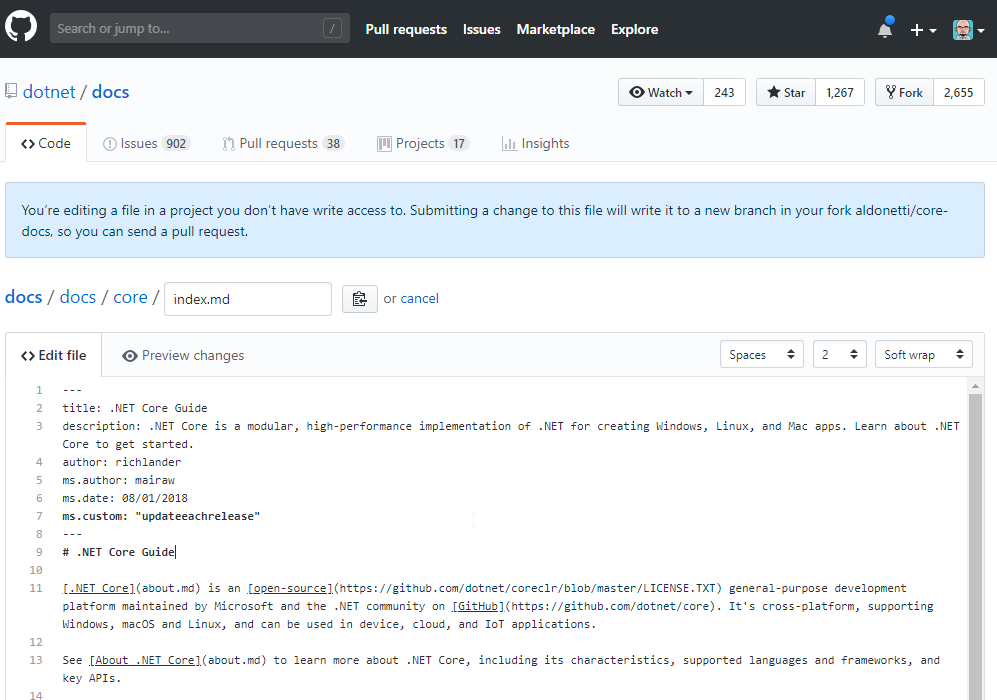 Search or jump to... / Pull requests Issues Marketplace Explore
dotnet / docs Watch 243 Star 1,267 Fork 2,655
Code Issues 902 Pull requests 38 Projects 17 Insights
You’re editing a file in a project you don’t have write access to. Submitting a change to this file will write it to a new branch in your fork aldonetti/core-
docs, so you can send a pull request.
docs / docs / core / index.md or cancel
<> Edit file Preview changes Spaces 2 Soft wrap
1 ---
2 title: .NET Core Guide
3 description: .NET Core is a modular, high-performance implementation of .NET for creating Windows, Linux, and Mac apps. Learn about .NET
Core to get started.
4 author: richlander
5 ms.author: mairaw
6 ms.date: 08/01/2018
7 ms.custom: "updateeachrelease"
8 ---
9 # .NET Core Guide
10
11 [.NET Core](about.md) is an [open-source](https://github.com/dotnet/coreclr/blob/master/LICENSE.TXT) general-purpose development
platform maintained by Microsoft and the .NET community on [GitHub](https://github.com/dotnet/core). It's cross-platform, supporting
Windows, macOS and Linux, and can be used in device, cloud, and IoT applications.
12
13 See [About .NET Core](about.md) to learn more about .NET Core, including its characteristics, supported languages and frameworks, and
key APIs.
14